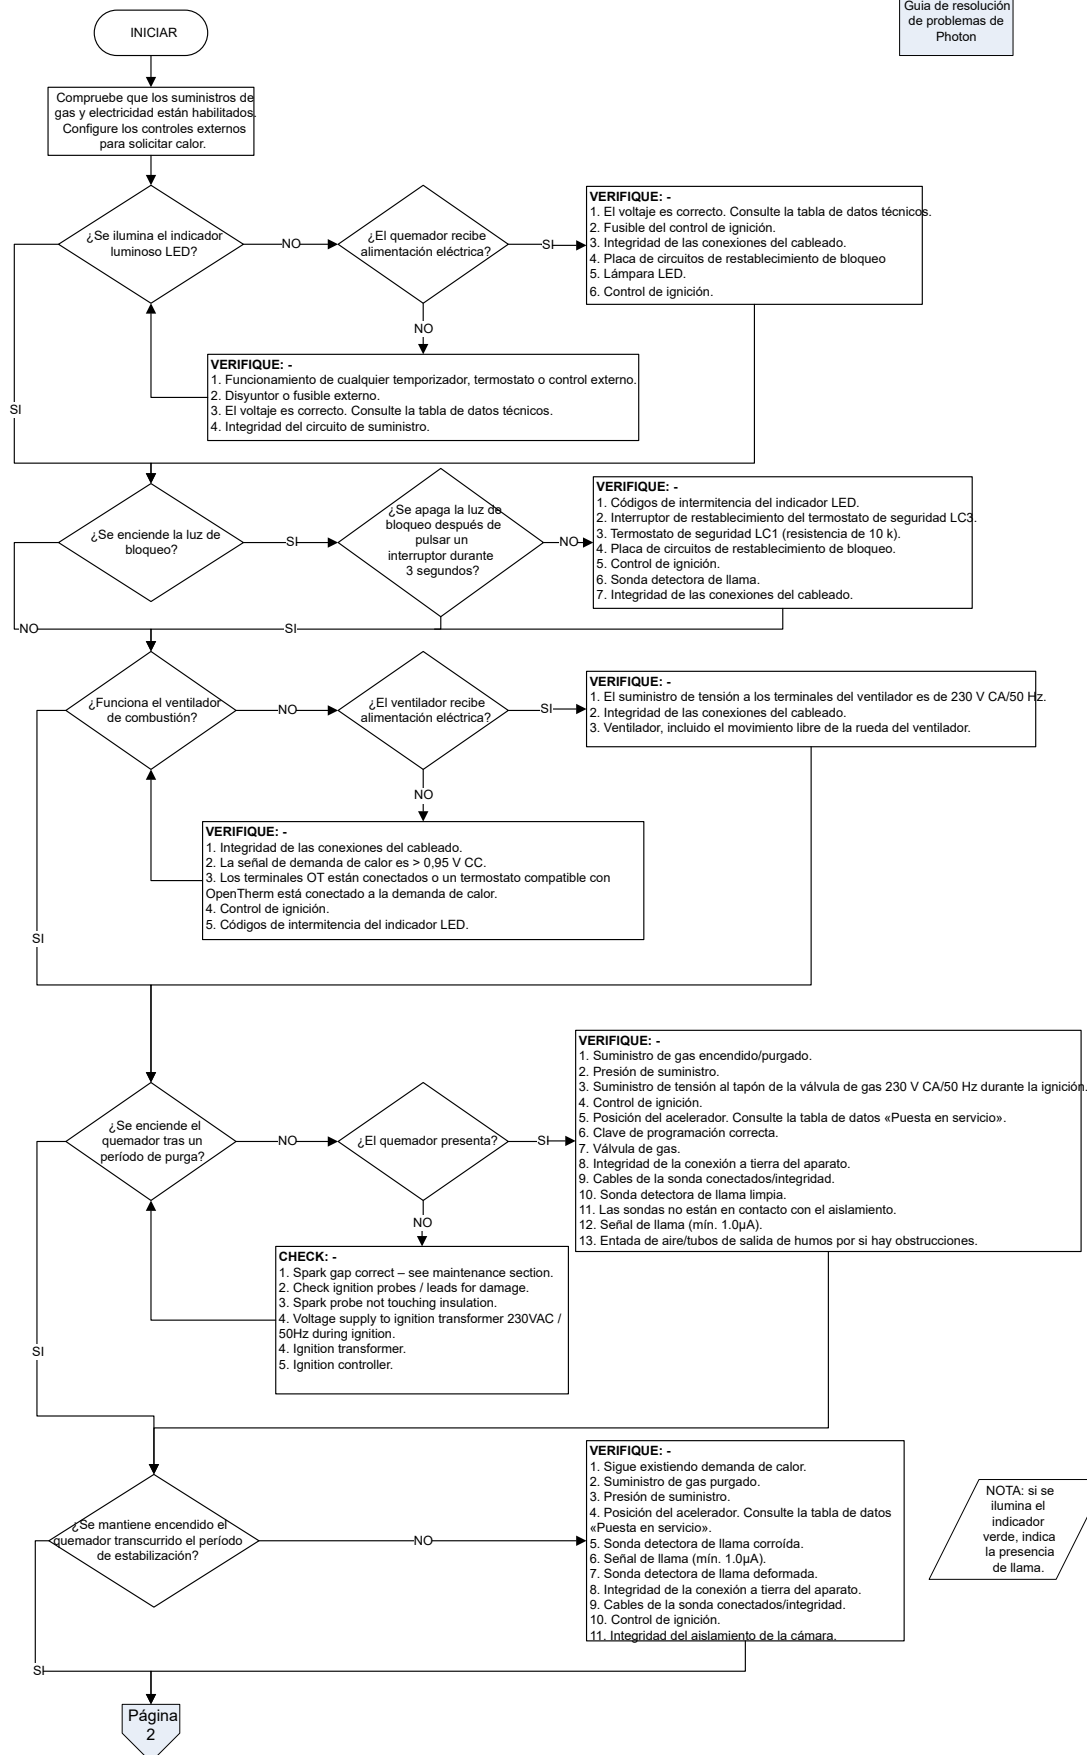 Guia de resolución
de problemas de
Photon
INICIAR
Compruebe que los suministros de
gas y electricidad están habilitados.
Configure los controles externos
para solicitar calor.
¿Se ilumina el indicador
luminoso LED?
NO
¿El quemador recibe
alimentación eléctrica?
SI
VERIFIQUE: -
1. El voltaje es correcto. Consulte la tabla de datos técnicos.
2. Fusible del control de ignición.
3. Integridad de las conexiones del cableado.
4. Placa de circuitos de restablecimiento de bloqueo
5. Lámpara LED.
6. Control de ignición.
NO
VERIFIQUE: -
1. Funcionamiento de cualquier temporizador, termostato o control externo.
2. Disyuntor o fusible externo.
3. El voltaje es correcto. Consulte la tabla de datos técnicos.
4. Integridad del circuito de suministro.
SI
¿Se enciende la luz de
bloqueo?
SI
¿Se apaga la luz de
bloqueo después de
pulsar un
interruptor durante
3 segundos?
NO
VERIFIQUE: -
1. Códigos de intermitencia del indicador LED.
2. Interruptor de restablecimiento del termostato de seguridad LC3.
3. Termostato de seguridad LC1 (resistencia de 10 k).
4. Placa de circuitos de restablecimiento de bloqueo.
5. Control de ignición.
6. Sonda detectora de llama.
7. Integridad de las conexiones del cableado.
NO
SI
¿Funciona el ventilador
de combustión?
NO
¿El ventilador recibe
alimentación eléctrica?
SI
VERIFIQUE: -
1. El suministro de tensión a los terminales del ventilador es de 230 V CA/50 Hz.
2. Integridad de las conexiones del cableado.
3. Ventilador, incluido el movimiento libre de la rueda del ventilador.
NO
VERIFIQUE: -
1. Integridad de las conexiones del cableado.
2. La señal de demanda de calor es > 0,95 V CC.
3. Los terminales OT están conectados o un termostato compatible con
OpenTherm está conectado a la demanda de calor.
4. Control de ignición.
5. Códigos de intermitencia del indicador LED.
SI
¿Se enciende el
quemador tras un
período de purga?
NO
¿El quemador presenta?
SI
VERIFIQUE: -
1. Suministro de gas encendido/purgado.
2. Presión de suministro.
3. Suministro de tensión al tapón de la válvula de gas 230 V CA/50 Hz durante la ignición.
4. Control de ignición.
5. Posición del acelerador. Consulte la tabla de datos «Puesta en servicio».
6. Clave de programación correcta.
7. Válvula de gas.
8. Integridad de la conexión a tierra del aparato.
9. Cables de la sonda conectados/integridad.
10. Sonda detectora de llama limpia.
11. Las sondas no están en contacto con el aislamiento.
12. Señal de llama (mín. 1.0µA).
13. Entada de aire/tubos de salida de humos por si hay obstrucciones.
NO
CHECK: -
1. Spark gap correct – see maintenance section.
2. Check ignition probes / leads for damage.
3. Spark probe not touching insulation.
4. Voltage supply to ignition transformer 230VAC /
50Hz during ignition.
4. Ignition transformer.
5. Ignition controller.
SI
¿Se mantiene encendido el
quemador transcurrido el período
de estabilización?
NO
VERIFIQUE: -
1. Sigue existiendo demanda de calor.
2. Suministro de gas purgado.
3. Presión de suministro.
4. Posición del acelerador. Consulte la tabla de datos
«Puesta en servicio».
5. Sonda detectora de llama corroída.
6. Señal de llama (mín. 1.0µA).
7. Sonda detectora de llama deformada.
8. Integridad de la conexión a tierra del aparato.
9. Cables de la sonda conectados/integridad.
10. Control de ignición.
11. Integridad del aislamiento de la cámara.
NOTA: si se
ilumina el
indicador
verde, indica
la presencia
de llama.
SI
Página
2